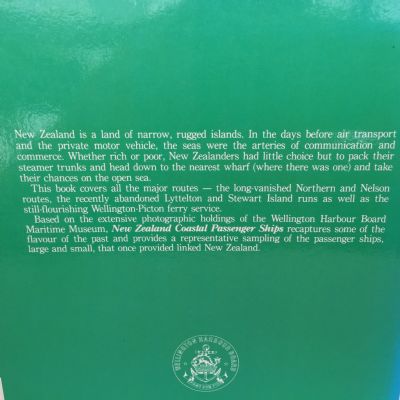 New Zealand is a land of narrow, rugged islands. In the days before air transport
and the private motor vehicle, the seas were the arteries of communication and
commerce. Whether rich or poor, New Zealanders had little choice but to pack their
steamer trunks and head down to the nearest wharf (where there was one) and take
their chances on the open sea.
This book covers all the major routes — the long-vanished Northern and Nelson
routes, the recently abandoned Lyttelton and Stewart Island runs as well as the
still-flourishing Wellington-Picton ferry service.
Based on the extensive photographic holdings of the Wellington Harbour Board
Maritime Museum, New Zealand Coastal Passenger Ships recaptures some of the
flavour of the past and provides a representative sampling of the passenger ships,
large and small, that once provided linked New Zealand.
WELLINGTON HARBOUR BOARD